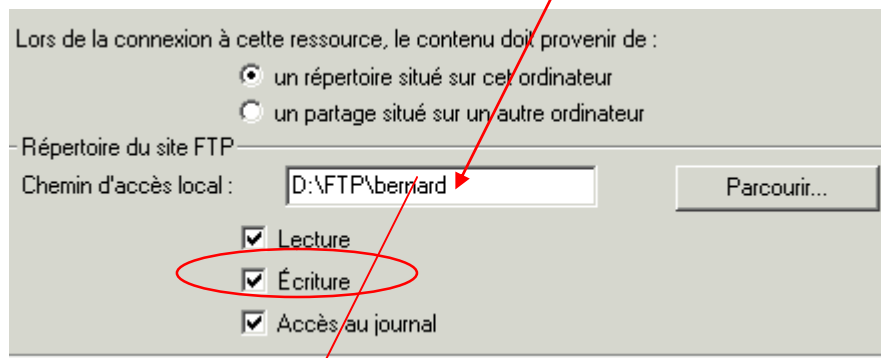 Lors de la connexion à cette ressource, le contenu doit provenir de :
un répertoire situé sur cet ordinateur
un partage situé sur un autre ordinateur
Répertoire du site FTP
Chemin d'accès local : D:\FTP\bernard Parcourir...
Lecture
Écriture
Accès au journal